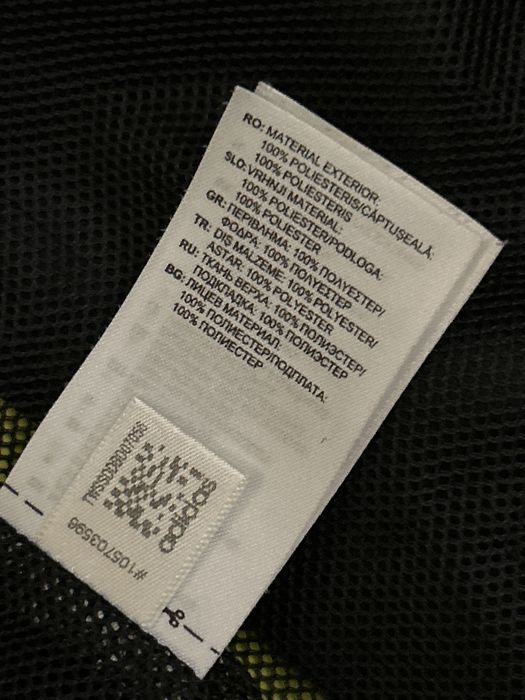 RO: MATERIAL EXTERIOR:
100% POLIESTERIS/CĂPTUŞEALĂ:
100% POLIESTERIS
SLO: VRHNJI MATERIAL:
100% POLIESTER/PODLOGA:
100% POLIESTER
GR: ΠΕΡΙΒΛΗΜΑ: 100% ΠΟΛΥΕΣΤΕΡ/
ΦΟΔΡΑ: 100% ΠΟΛΥΕΣΤΕΡ
TR: DIŞ MALZEME: 100% POLYESTER/
ASTAR: 100% POLYESTER
RU: ТКАНЬ ВЕРХА: 100% ПОЛИЭСТЕР/
ПОДКЛАДКА: 100% ПОЛИЭСТЕР
BG: ЛИЦЕВ МАТЕРИАЛ:
100% ПОЛИЕСТЕР/ПОДПЛАТА:
100% ПОЛИЕСТЕР
adidas
#105703596